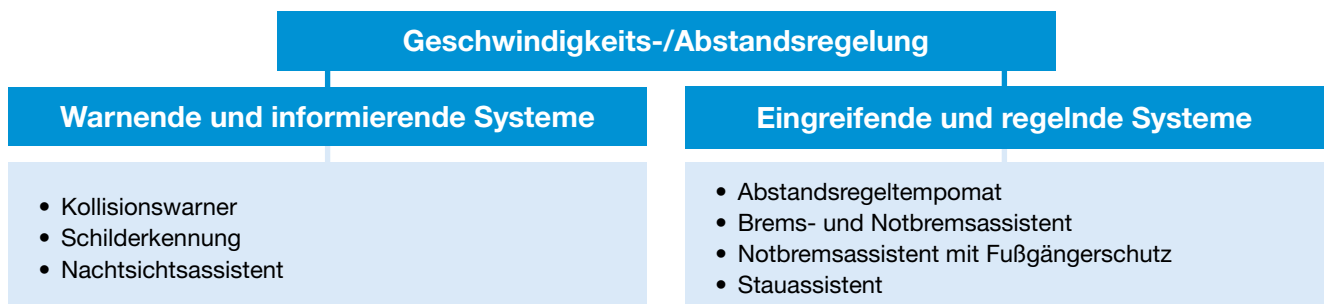 Geschwindigkeits-/Abstandsregelung
Warnende und informierende Systeme
• Kollisionswarner
• Schilderkennung
• Nachtsichtsassistent
Eingreifende und regelnde Systeme
• Abstandsregeltempomat
• Brems- und Notbremsassistent
• Notbremsassistent mit Fußgängerschutz
• Stauassistent